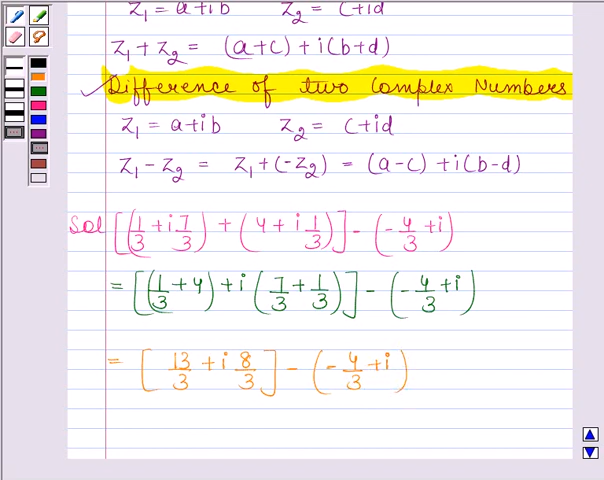 z₁ = a+ib z₂ = c+id
z₁ + z₂ = (a+c) + i(b+d)
Difference of two Complex Numbers
z₁ = a+ib z₂ = c+id
z₁ - z₂ = z₁ + (-z₂) = (a-c) + i(b-d)
Sol [(1/3 + i 7/3) + (4 + i 1/3)] - (-4/3 + i)
= [(1/3 + 4) + i (7/3 + 1/3)] - (-4/3 + i)
= [13/3 + i 8/3] - (-4/3 + i)